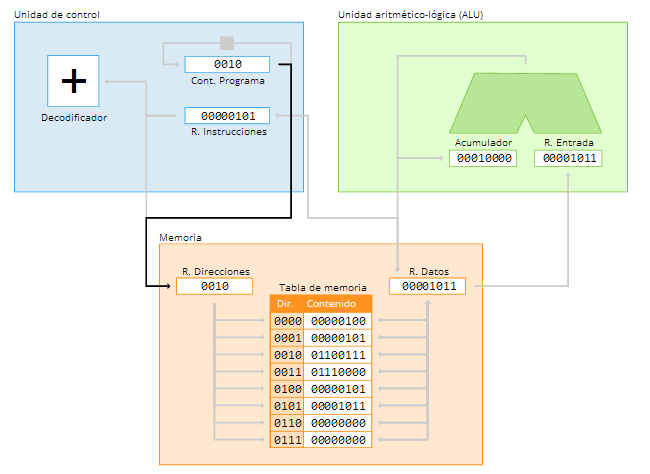 Unidad de control
Unidad aritmético-lógica (ALU)
+
Decodificador
0010
Cont. Programa
00000101
R. Instrucciones
Acumulador
00010000
R. Entrada
00001011
Memoria
R. Direcciones
0010
R. Datos
00001011
Tabla de memoria
Dir. Contenido
0000 00000100
0001 00000101
0010 01100111
0011 01110000
0100 00000101
0101 00001011
0110 00000000
0111 00000000